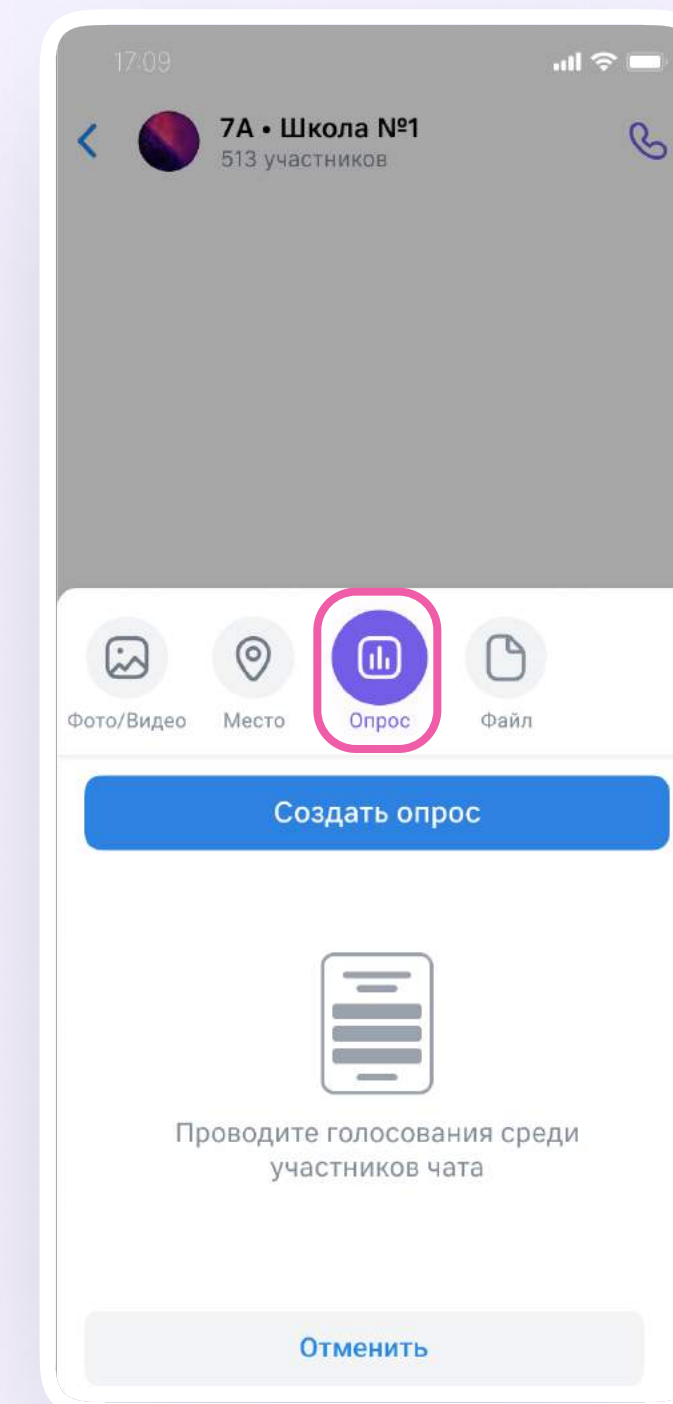 17:09
7А • Школа №1
513 участников
Фото/Видео Место Опрос Файл
Создать опрос
Проводите голосования среди
участников чата
Отменить